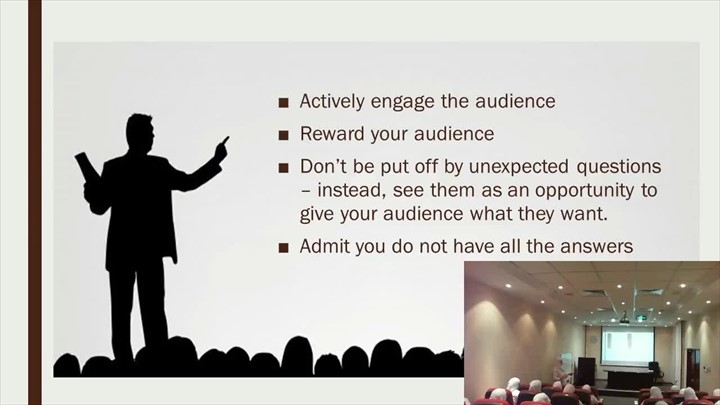 Actively engage the audience
Reward your audience
Don't be put off by unexpected questions
– instead, see them as an opportunity to
give your audience what they want.
Admit you do not have all the answers